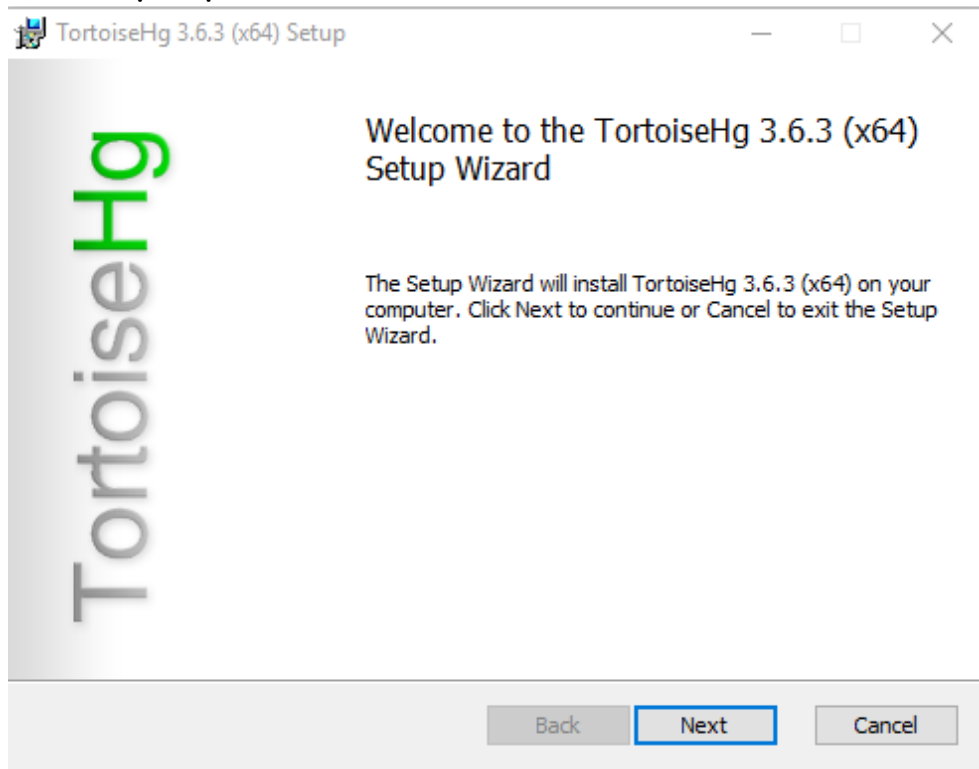 TortoiseHg 3.6.3 (x64) Setup
TortoiseHg
Welcome to the TortoiseHg 3.6.3 (x64)
Setup Wizard
The Setup Wizard will install TortoiseHg 3.6.3 (x64) on your
computer. Click Next to continue or Cancel to exit the Setup
Wizard.
Back
Next
Cancel